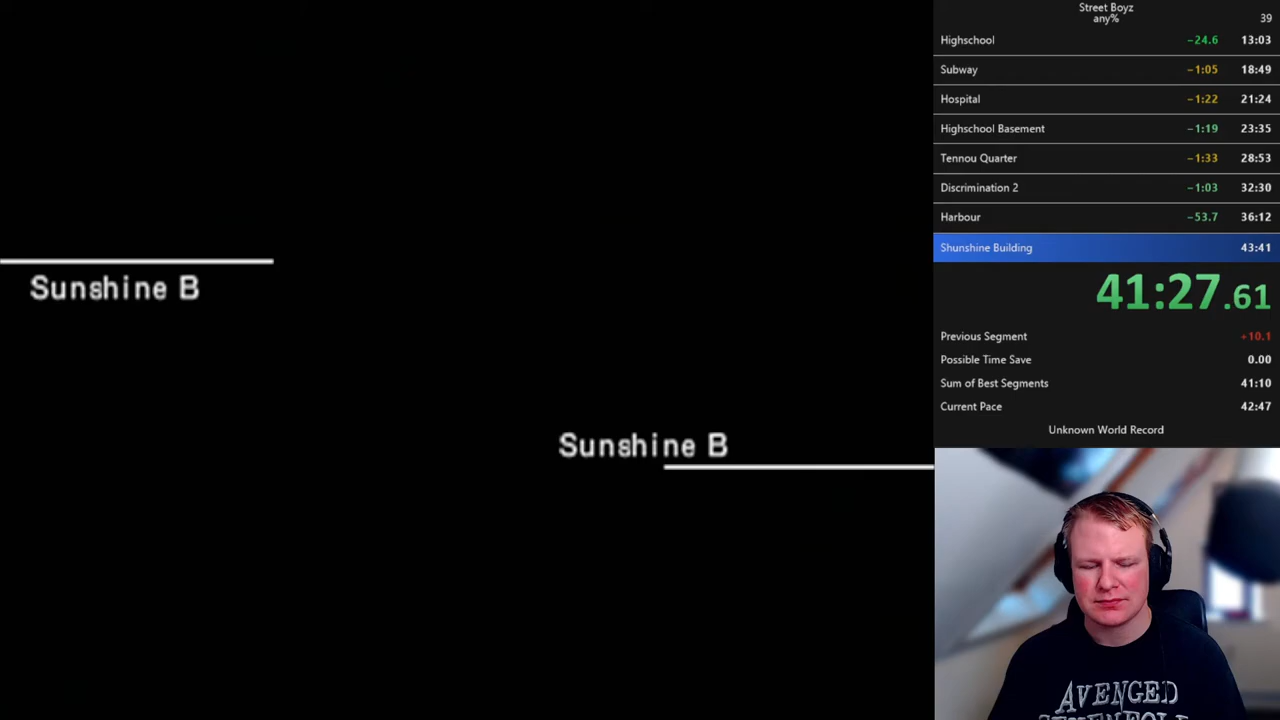 Sunshine B
Sunshine B
Street Boyz
any%
39
Highschool -24.6 13:03
Subway -1:05 18:49
Hospital -1:22 21:24
Highschool Basement -1:19 23:35
Tennou Quarter -1:33 28:53
Discrimination 2 -1:03 32:30
Harbour -53.7 36:12
Shunshine Building 43:41
41:27.61
Previous Segment +10.1
Possible Time Save 0.00
Sum of Best Segments 41:10
Current Pace 42:47
Unknown World Record
AVENGED